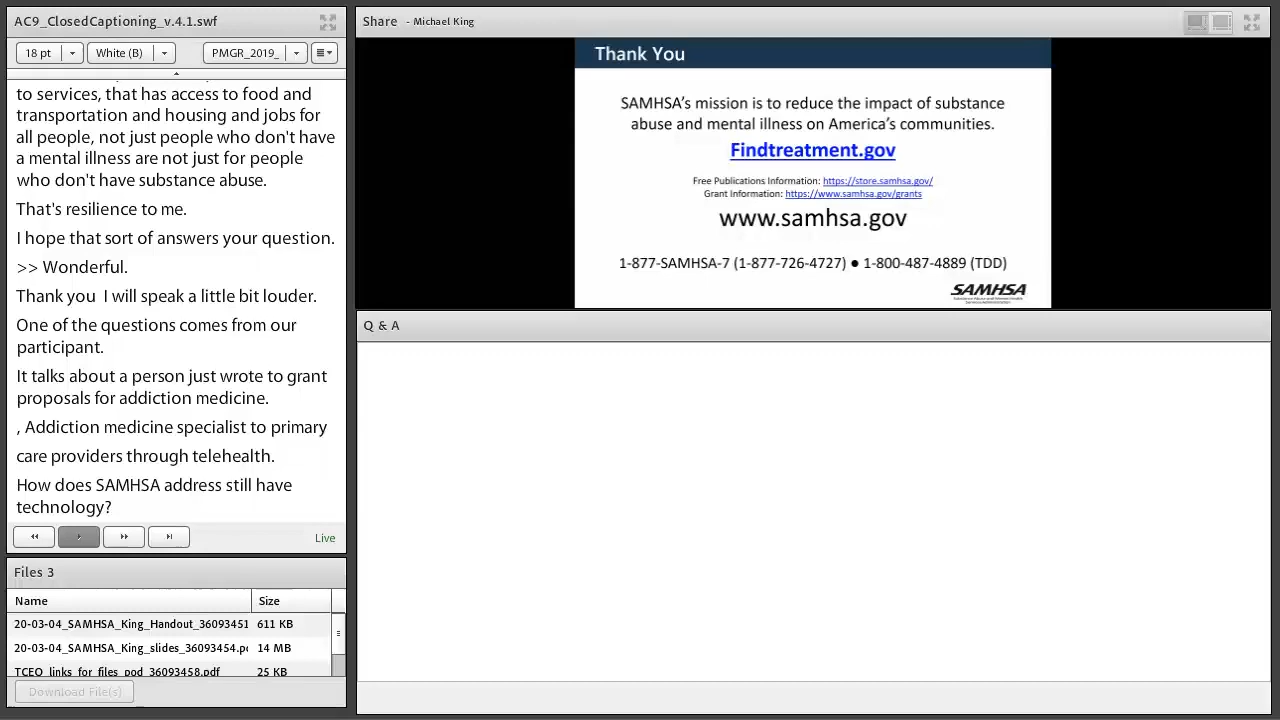 AC9_ClosedCaptioning_v.4.1.swf
18 pt
White (B)
PMGR_2019_
to services, that has access to food and
transportation and housing and jobs for
all people, not just people who don't have
a mental illness are not just for people
who don't have substance abuse.
That's resilience to me.
I hope that sort of answers your question.
>> Wonderful.
Thank you  I will speak a little bit louder.
One of the questions comes from our
participant.
It talks about a person just wrote to grant
proposals for addiction medicine.
, Addiction medicine specialist to primary
care providers through telehealth.
How does SAMHSA address still have
technology?
Live
Files 3
Name Size
20-03-04_SAMHSA_King_Handout_36093451 611 KB
20-03-04_SAMHSA_King_slides_36093454.pc 14 MB
TCEO_links_for_files_pod_36093458.pdf 25 KB
Download File(s)
Share - Michael King
Thank You
SAMHSA's mission is to reduce the impact of substance
abuse and mental illness on America's communities.
Findtreatment.gov
Free Publications Information: https://store.samhsa.gov/
Grant Information: https://www.samhsa.gov/grants
www.samhsa.gov
1-877-SAMHSA-7 (1-877-726-4727) ● 1-800-487-4889 (TDD)
SAMHSA
Substance Abuse and Mental Health
Services Administration
Q & A